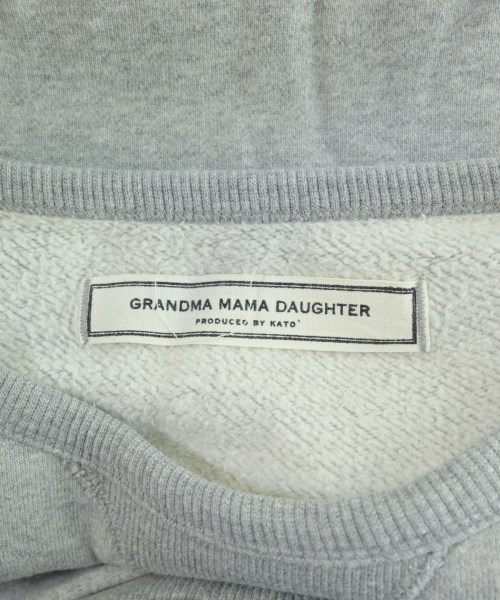 GRANDMA MAMA DAUGHTER
PRODUCED BY KATO'